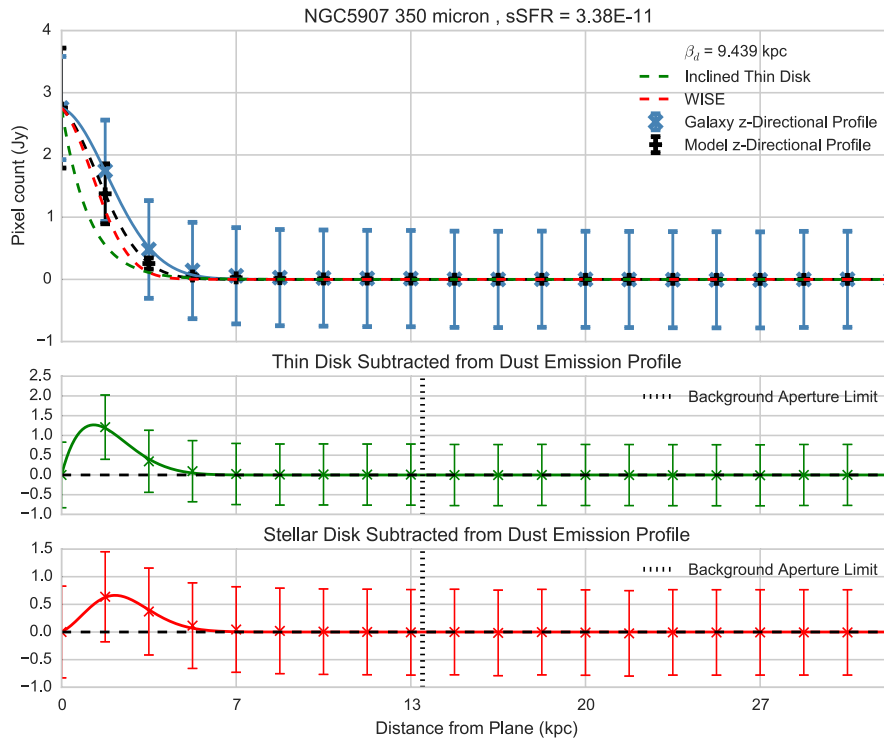 NGC5907 350 micron , sSFR = 3.38E-11
4
3
2
1
0
−1
Pixel count (Jy)
β_d = 9.439 kpc
Inclined Thin Disk
WISE
Galaxy z-Directional Profile
Model z-Directional Profile
Thin Disk Subtracted from Dust Emission Profile
2.5
2.0
1.5
1.0
0.5
0.0
−0.5
−1.0
Background Aperture Limit
Stellar Disk Subtracted from Dust Emission Profile
1.5
1.0
0.5
0.0
−0.5
−1.0
Background Aperture Limit
0 7 13 20 27
Distance from Plane (kpc)